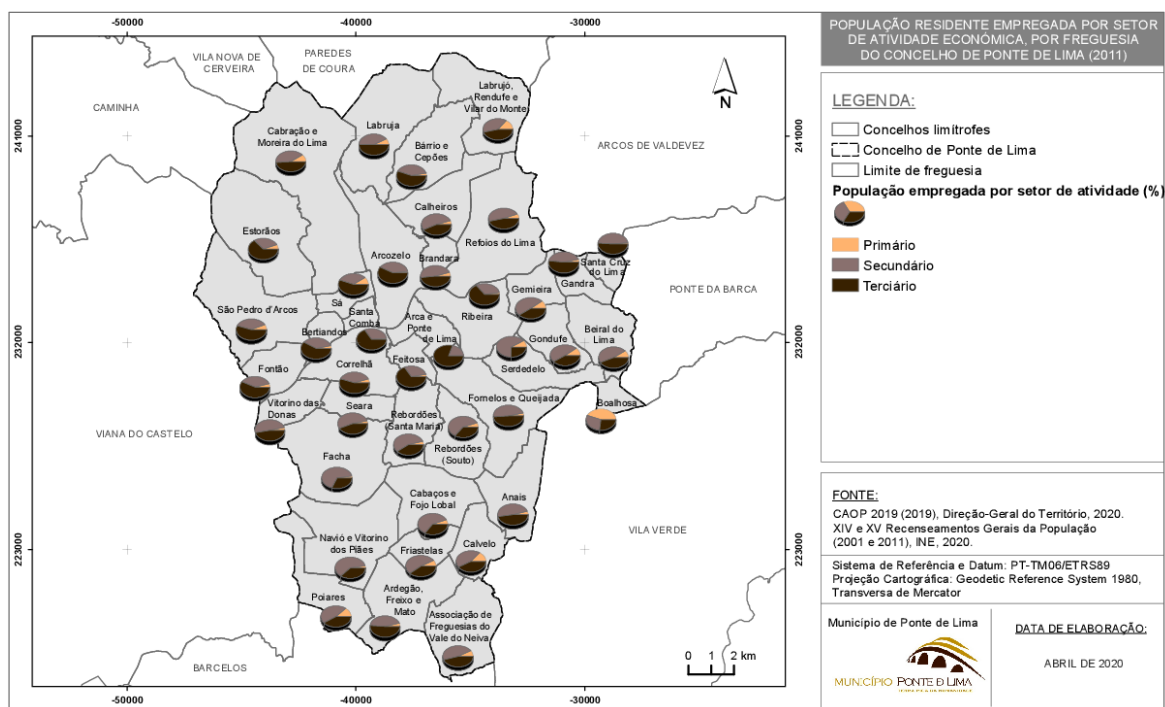 -50000
-40000
-30000
POPULAÇÃO RESIDENTE EMPREGADA POR SETOR
DE ATIVIDADE ECONÓMICA, POR FREGUESIA
DO CONCELHO DE PONTE DE LIMA (2011)
LEGENDA:
Concelhos limítrofes
Concelho de Ponte de Lima
Limite de freguesia
População empregada por setor de atividade (%)
Primário
Secundário
Terciário
FONTE:
CAOP 2019 (2019), Direção-Geral do Território, 2020.
XIV e XV Recenseamentos Gerais da População
(2001 e 2011), INE, 2020.
Sistema de Referência e Datum: PT-TM06/ETRS89
Projeção Cartográfica: Geodetic Reference System 1980,
Transversa de Mercator
Município de Ponte de Lima
MUNICÍPIO PONTE DE LIMA
DATA DE ELABORAÇÃO:
ABRIL DE 2020
VILA NOVA DE
CERVEIRA
PAREDES
DE COURA
CAMINHA
ARCOS DE VALDEVEZ
PONTE DA BARCA
VIANA DO CASTELO
VILA VERDE
BARCELOS
N
241000
232000
223000
241000
232000
223000
Labrujó,
Rendufe e
Vilar do Monte
Labruja
Cabração e
Moreira do Lima
Bárrio e
Cepões
Calheiros
Refoios do Lima
Estorãos
Arcozelo
Brandara
Santa Cruz
do Lima
Gandra
Sá
Santa
Comba
Gemieira
Ribeira
São Pedro d'Arcos
Bertiandos
Arca e
Ponte
de Lima
Gondufe
Beiral do
Lima
Serdedelo
Fontão
Correlhã
Feitosa
Fornelos e Queijada
Boalhosa
Vitorino das
Donas
Seara
Rebordões
(Santa Maria)
Rebordões
(Souto)
Facha
Cabaços e
Fojo Lobal
Anais
Navió e Vitorino
dos Piães
Friastelas
Calvelo
Poiares
Ardegão,
Freixo e
Mato
Associação de
Freguesias do
Vale do Neiva
0 1 2 km
-50000
-40000
-30000